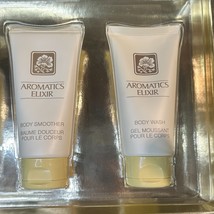 AROMATICS
ELIXIR
BODY SMOOTHER
BAUME DOUCEUR
POUR LE CORPS
AROMATICS
ELIXIR
BODY WASH
GEL MOUSSANT
POUR LE CORPS